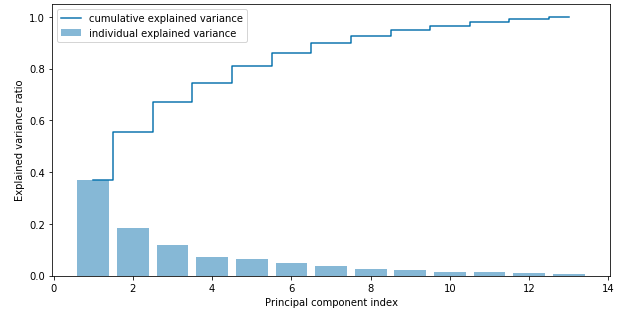 cumulative explained variance
individual explained variance
1.0
0.8
0.6
0.4
0.2
0.0
Explained variance ratio
0 2 4 6 8 10 12 14
Principal component index